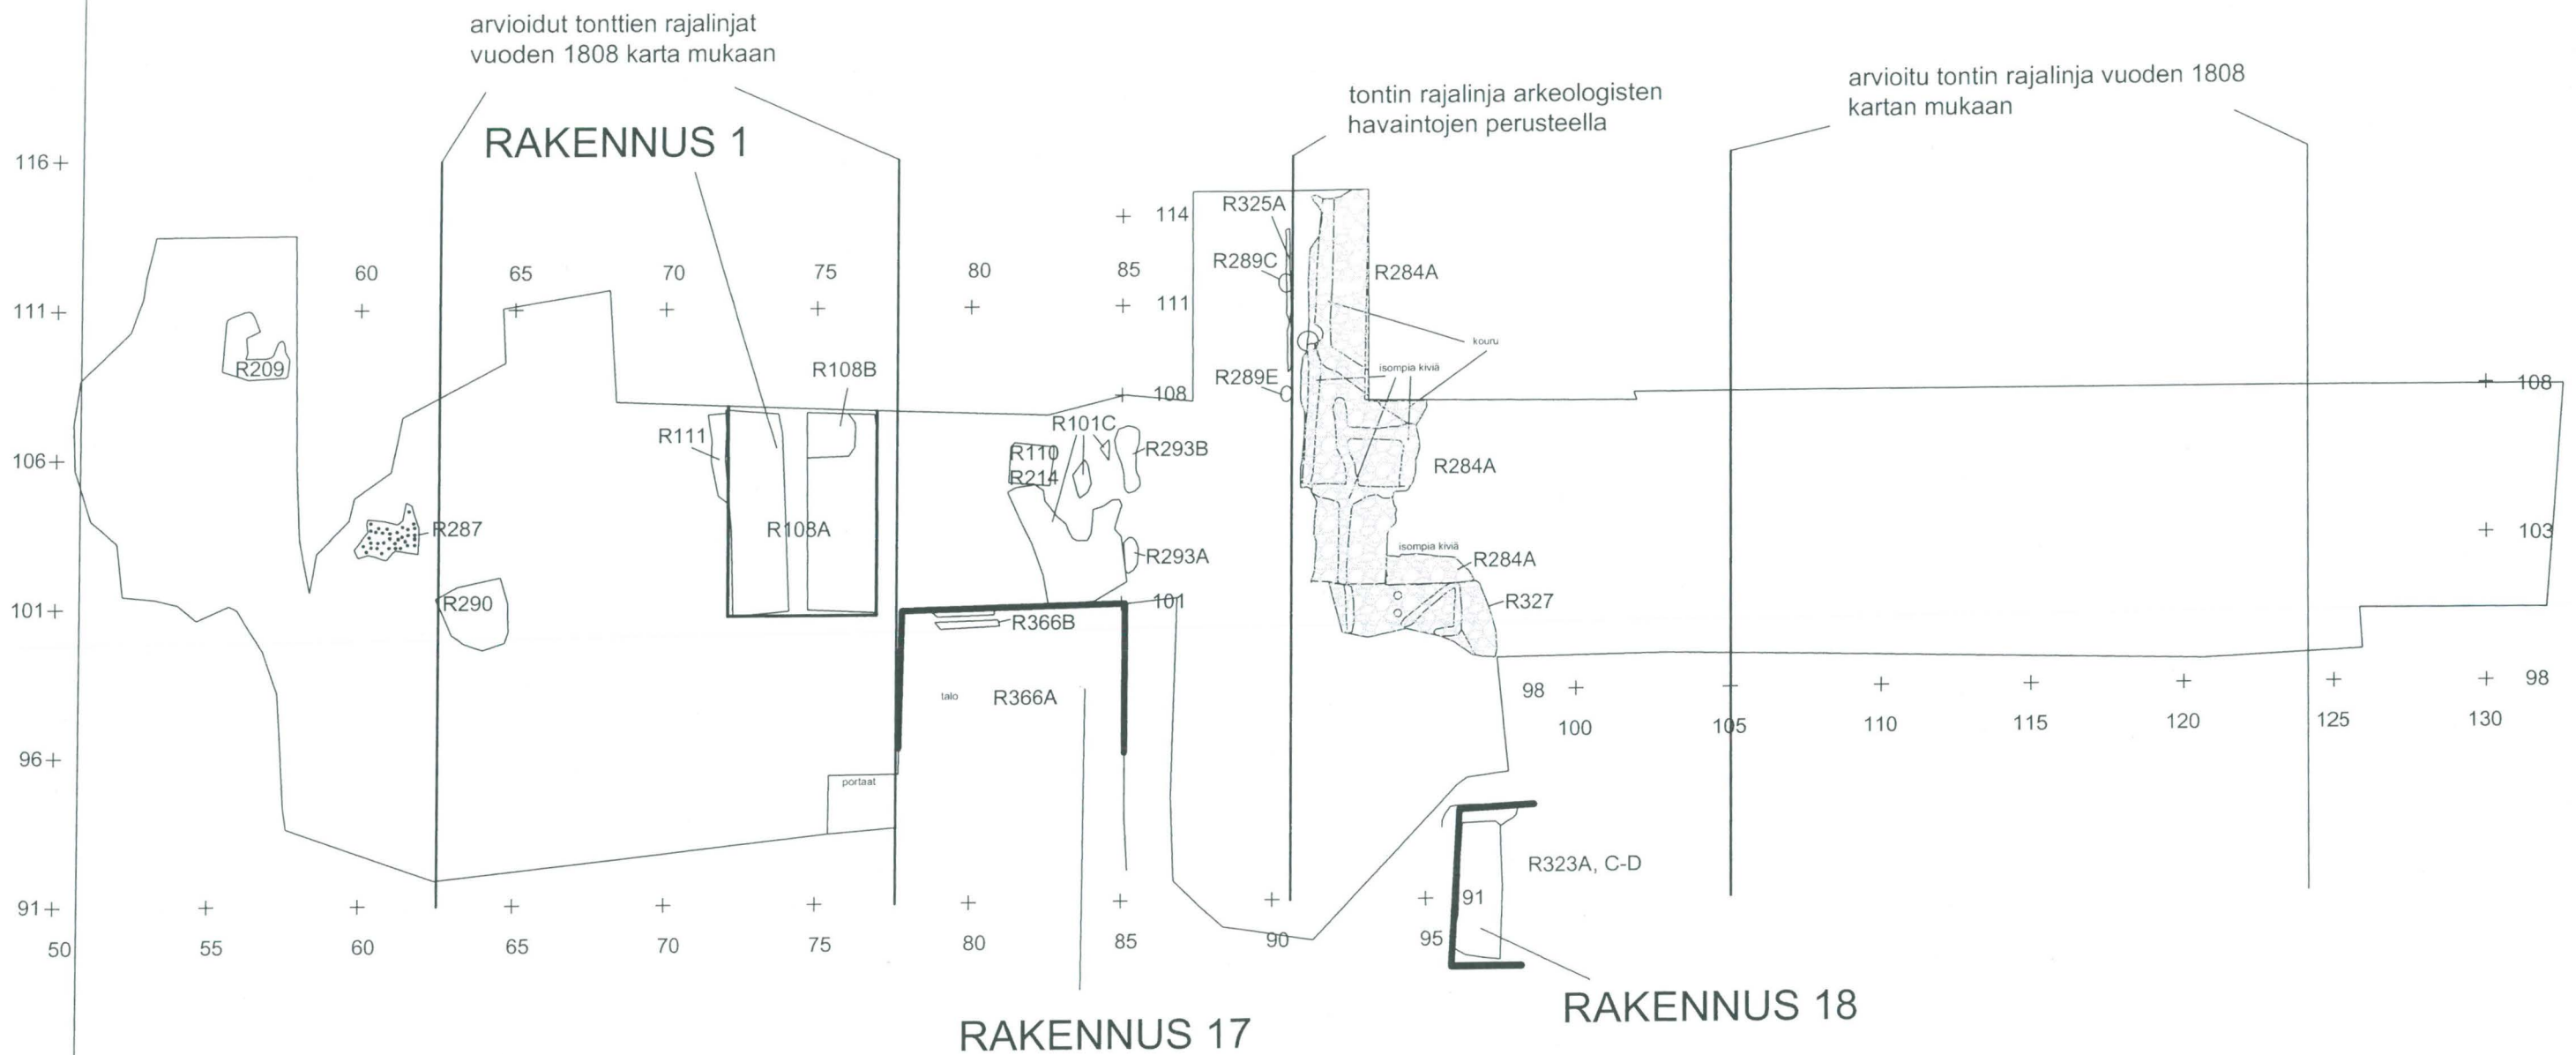 arvioidut tonttien rajalinjat
vuoden 1808 karta mukaan
RAKENNUS 1
tontin rajalinja arkeologisten
havaintojen perusteella
arvioitu tontin rajalinja vuoden 1808
kartan mukaan
116
114
R325A
R289C
R284A
60
65
70
75
80
85
111
111
kouru
isompia kiviä
R209
R108B
R289E
108
108
R111
R101C
R110
R214
R293B
106
R284A
R287
R108A
R293A
103
isompia kiviä
R284A
R290
101
101
R366B
R327
talo
R366A
98
98
100
105
110
115
120
125
130
96
portaat
R323A, C-D
91
91
50
55
60
65
70
75
80
85
90
95
RAKENNUS 17
RAKENNUS 18